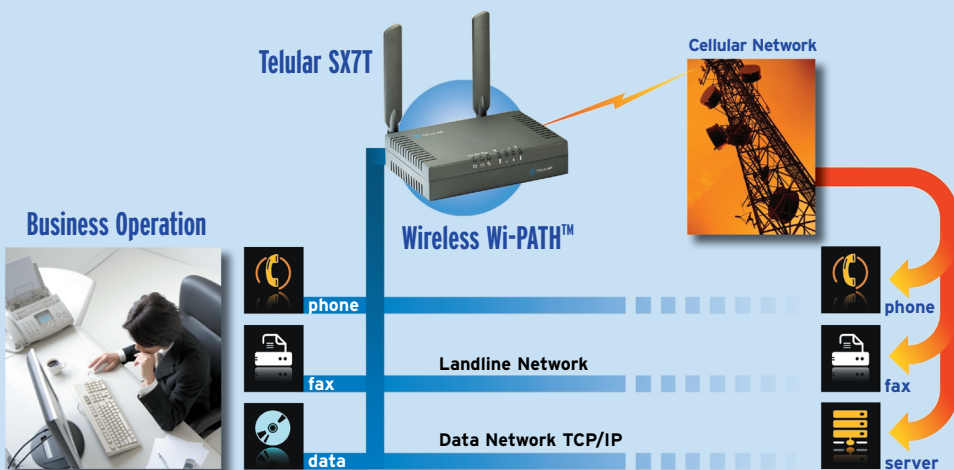 Telular SX7T
Cellular Network
Wireless Wi-PATH™
Business Operation
phone
phone
Landline Network
fax
fax
Data Network TCP/IP
data
server